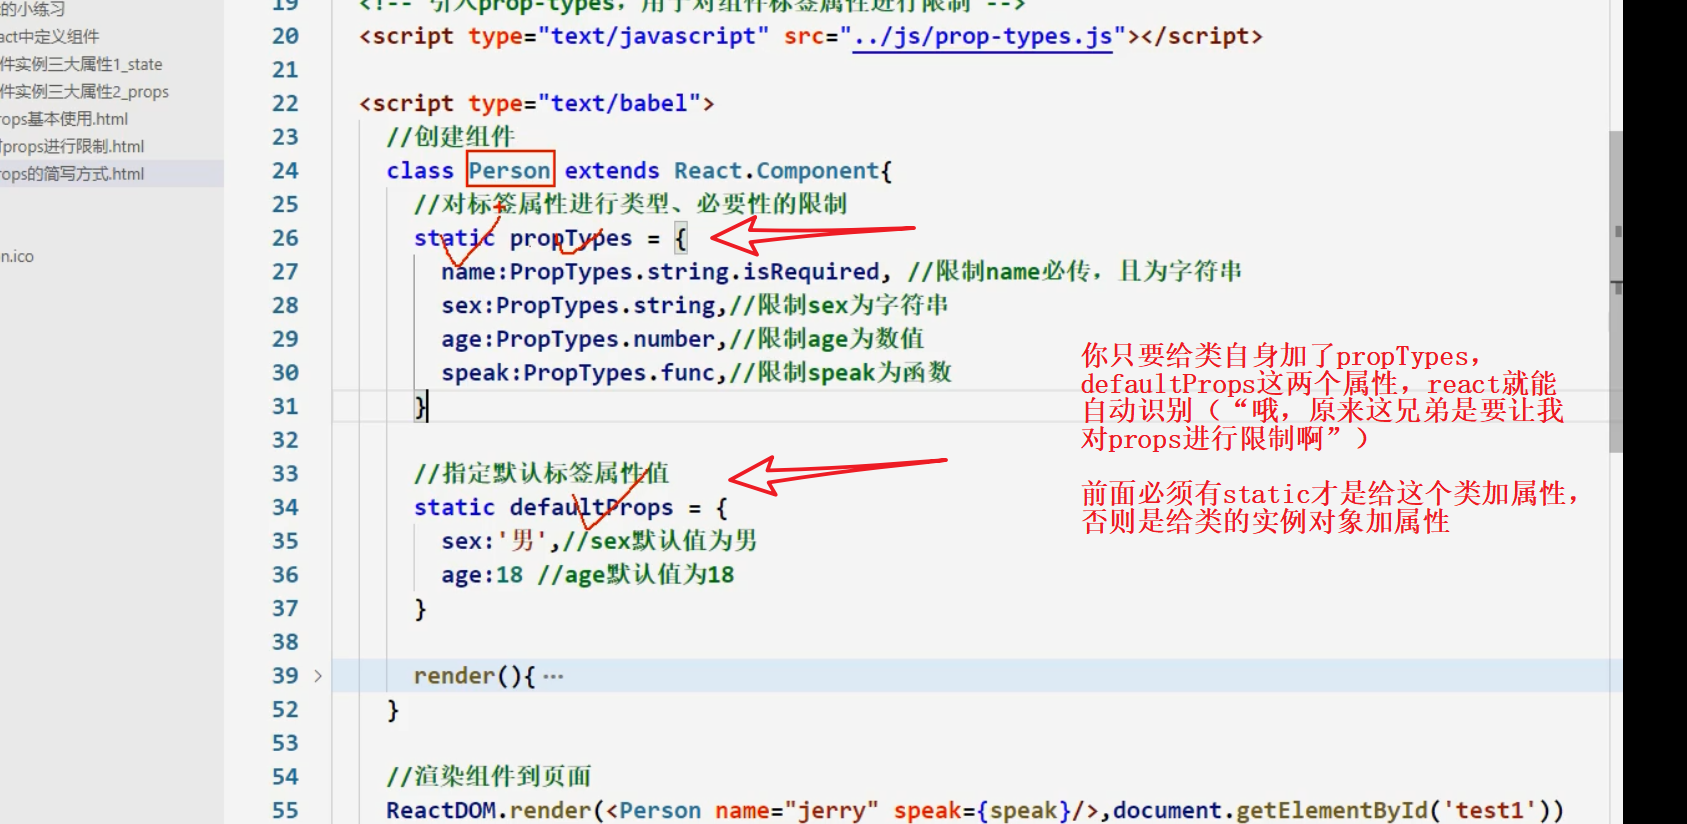 的小练习
act中定义组件
件实例三大属性1_state
件实例三大属性2_props
rops基本使用.html
对props进行限制.html
rops的简写方式.html
n.ico
19 <!-- 引入prop-types，用于对组件标签属性进行限制 -->
20 <script type="text/javascript" src="../js/prop-types.js"></script>
21
22 <script type="text/babel">
23 //创建组件
24 class Person extends React.Component{
25 //对标签属性进行类型、必要性的限制
26 static propTypes = {
27 name:PropTypes.string.isRequired, //限制name必传，且为字符串
28 sex:PropTypes.string,//限制sex为字符串
29 age:PropTypes.number,//限制age为数值
30 speak:PropTypes.func,//限制speak为函数
31 }
32
33 //指定默认标签属性值
34 static defaultProps = {
35 sex:'男',//sex默认值为男
36 age:18 //age默认值为18
37 }
38
39 render(){ ···
52 }
53
54 //渲染组件到页面
55 ReactDOM.render(<Person name="jerry" speak={speak}/>,document.getElementById('test1'))
你只要给类自身加了propTypes，
defaultProps这两个属性，react就能
自动识别（“哦，原来这兄弟是要让我
对props进行限制啊”）
前面必须有static才是给这个类加属性，
否则是给类的实例对象加属性